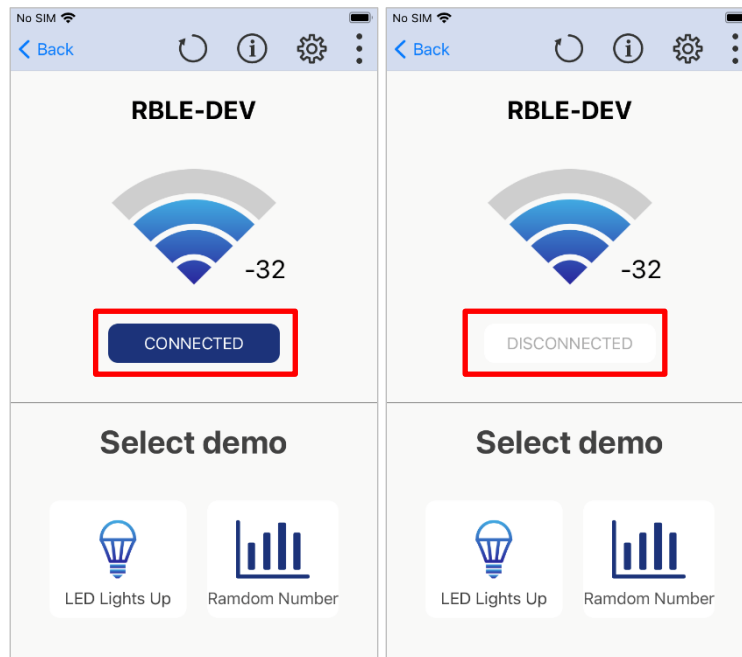 No SIM
Back
RBLE-DEV
-32
CONNECTED
Select demo
LED Lights Up
Ramdom Number
No SIM
Back
RBLE-DEV
-32
DISCONNECTED
Select demo
LED Lights Up
Ramdom Number